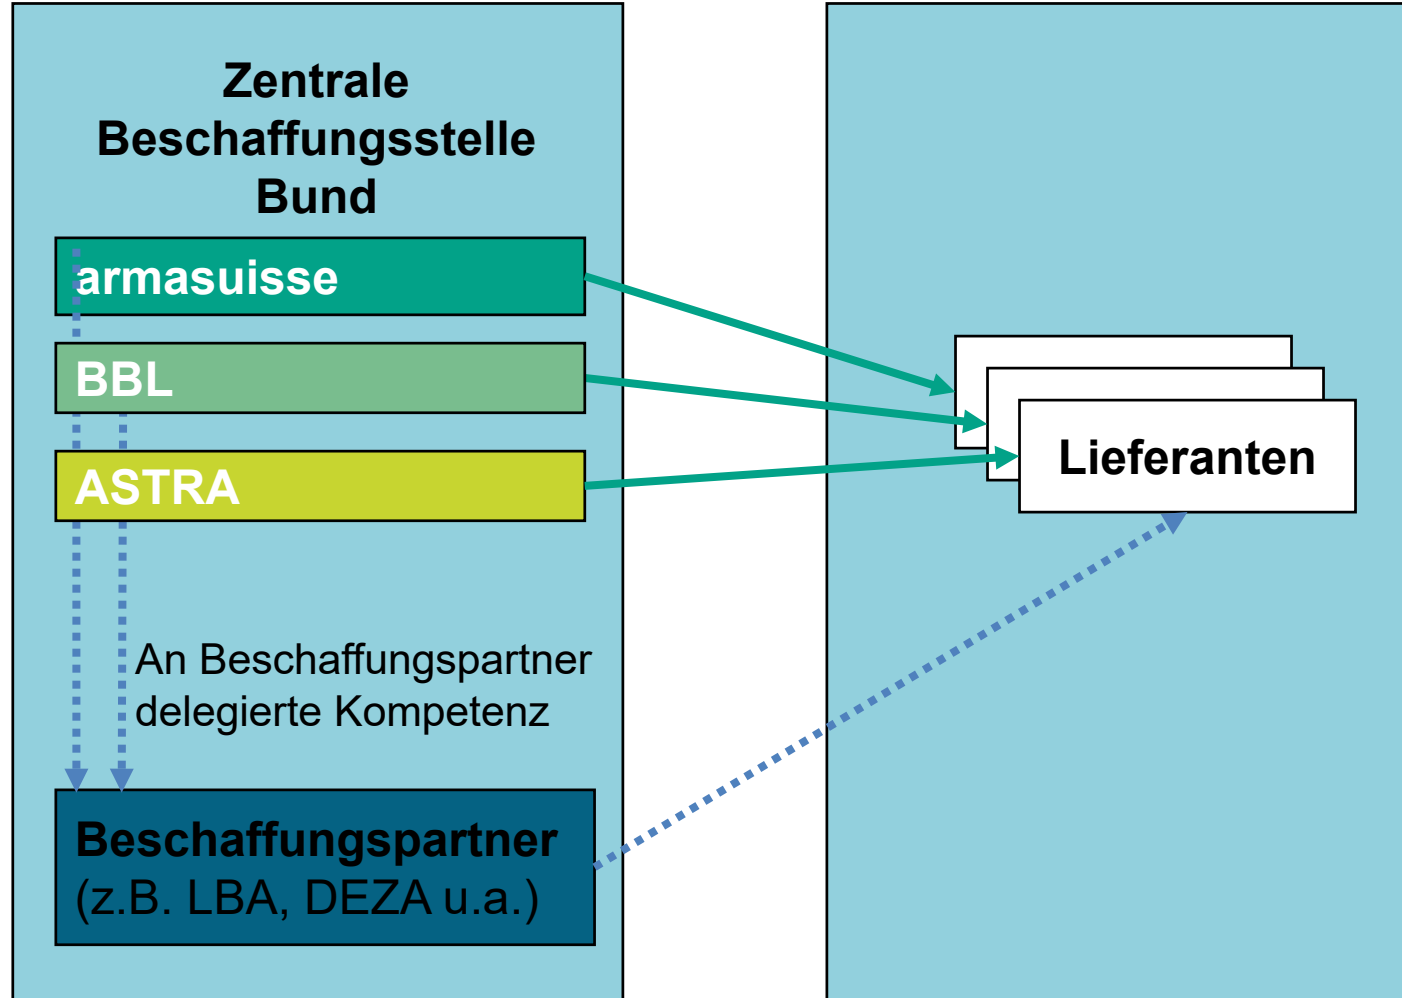 Zentrale
Beschaffungsstelle
Bund
armasuisse
BBL
ASTRA
Lieferanten
An Beschaffungspartner
delegierte Kompetenz
Beschaffungspartner
(z.B. LBA, DEZA u.a.)